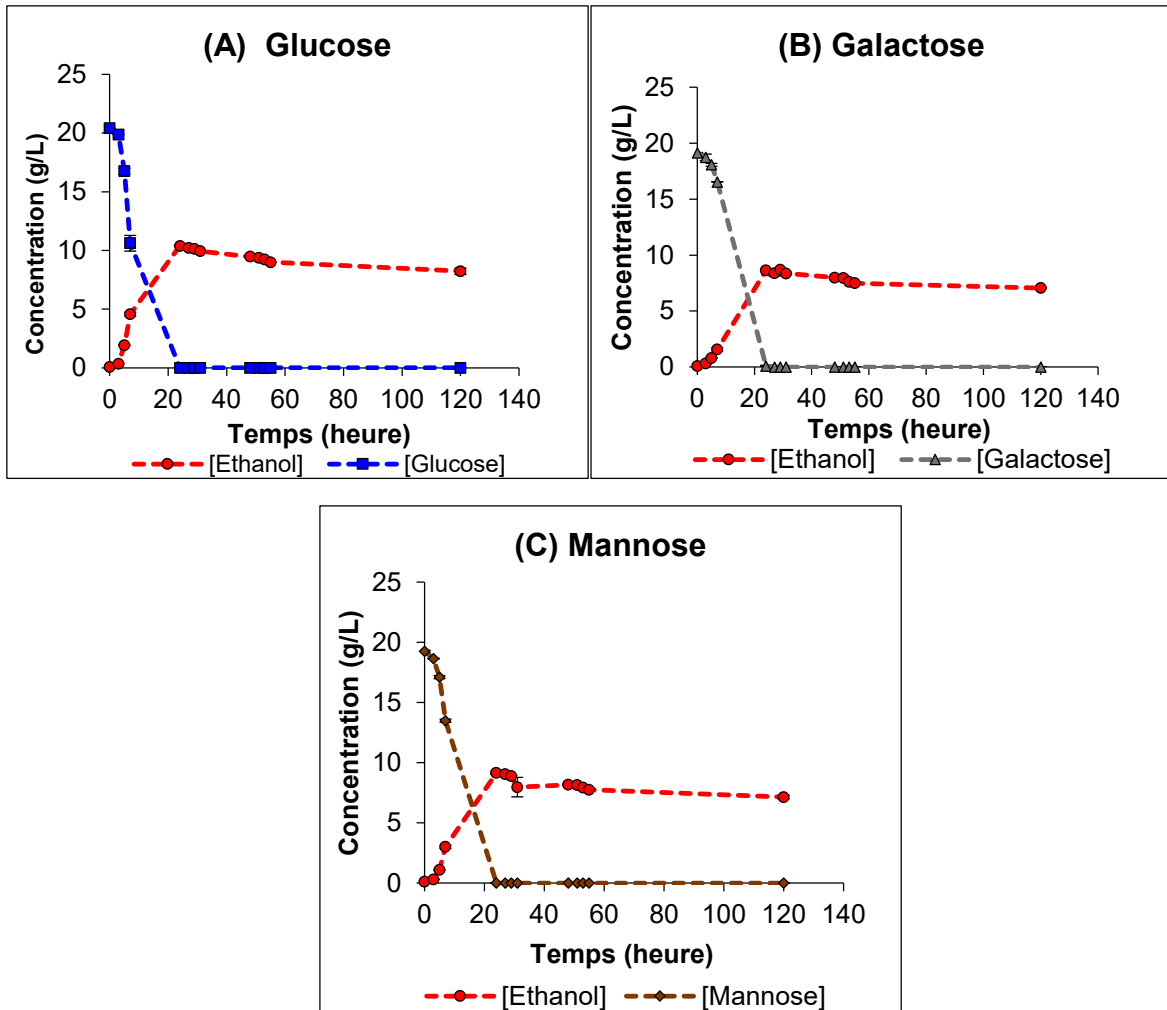 (A) Glucose
Concentration (g/L)
25
20
15
10
5
0
0 20 40 60 80 100 120 140
Temps (heure)
[Ethanol] [Glucose]
(B) Galactose
Concentration (g/L)
25
20
15
10
5
0
0 20 40 60 80 100 120 140
Temps (heure)
[Ethanol] [Galactose]
(C) Mannose
Concentration (g/L)
25
20
15
10
5
0
0 20 40 60 80 100 120 140
Temps (heure)
[Ethanol] [Mannose]